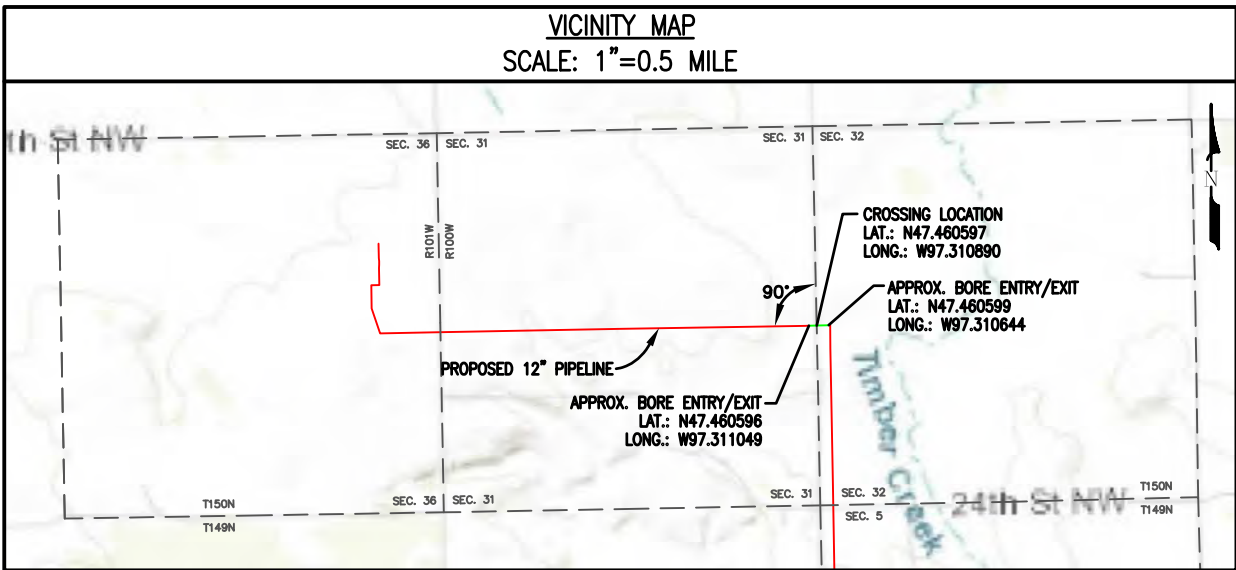 VICINITY MAP
SCALE: 1"=0.5 MILE
th St NW
SEC. 36
SEC. 31
SEC. 31
SEC. 32
N
R101W
R100W
CROSSING LOCATION
LAT.: N47.460597
LONG.: W97.310890
90°
APPROX. BORE ENTRY/EXIT
LAT.: N47.460599
LONG.: W97.310644
PROPOSED 12" PIPELINE
APPROX. BORE ENTRY/EXIT
LAT.: N47.460596
LONG.: W97.311049
Timber Creek
T150N
T149N
SEC. 36
SEC. 31
SEC. 31
SEC. 32
SEC. 5
24th St NW
T150N
T149N